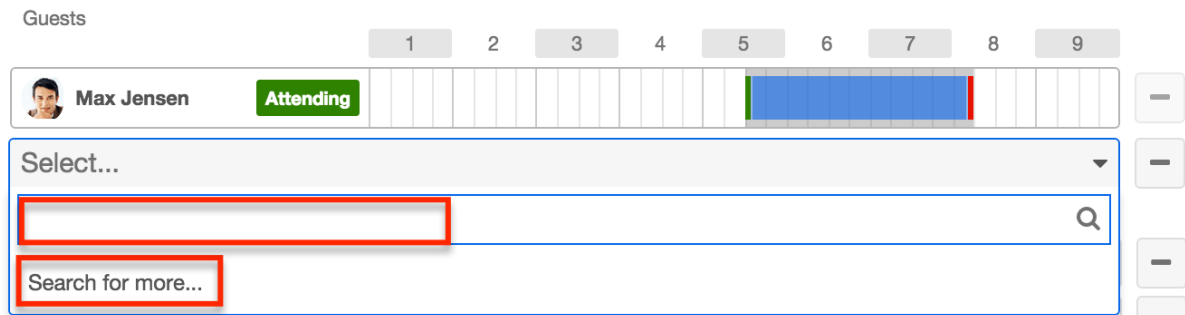 Guests
1 2 3 4 5 6 7 8 9
Max Jensen Attending
Select...
Search for more...